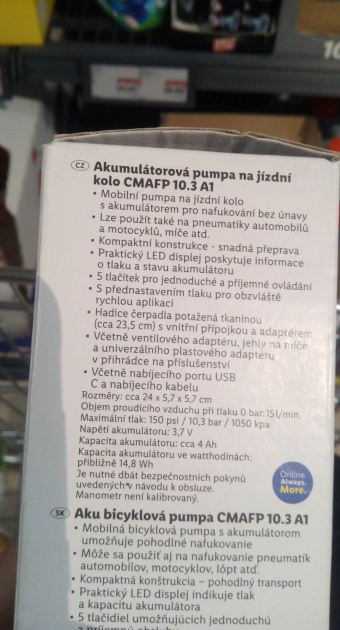 CZ Akumulátorová pumpa na jízdní
kolo CMAFP 10.3 A1
• Mobilní pumpa na jízdní kolo
s akumulátorem pro nafukování bez únavy
• Lze použít také na pneumatiky automobilů
a motocyklů, míče atd.
• Kompaktní konstrukce - snadná přeprava
• Praktický LED displej poskytuje informace
o tlaku a stavu akumulátoru
• 5 tlačítek pro jednoduché a příjemné ovládání
• S přednastavením tlaku pro obzvláště
rychlou aplikaci
• Hadice čerpadla potažená tkaninou
(cca 23,5 cm) s vnitřní přípojkou a adaptérem
• Včetně ventilového adaptéru, jehly na míče
a univerzálního plastového adaptéru
v přihrádce na příslušenství
• Včetně nabíjecího portu USB
C a nabíjecího kabelu
Rozměry: cca 24 x 5,7 x 5,7 cm
Objem proudícího vzduchu při tlaku 0 bar: 15 l/min.
Maximální tlak: 150 psi / 10,3 bar / 1050 kpa
Napětí akumulátoru: 3,7 V
Kapacita akumulátoru: cca 4 Ah
Kapacita akumulátoru ve watthodinách:
přibližně 14,8 Wh
Je nutné dbát bezpečnostních pokynů
uvedených v návodu k obsluze.
Manometr není kalibrovaný.
Online.
Always.
More.
SK Aku bicyklová pumpa CMAFP 10.3 A1
• Mobilná bicyklová pumpa s akumulátorom
umožňuje pohodlné nafukovanie
• Môže sa použiť aj na nafukovanie pneumatík
automobilov, motocyklov, lôpt atď.
• Kompaktná konštrukcia – pohodlný transport
• Praktický LED displej indikuje tlak
a kapacitu akumulátora
• 5 tlačidiel umožňujúcich jednoduchú